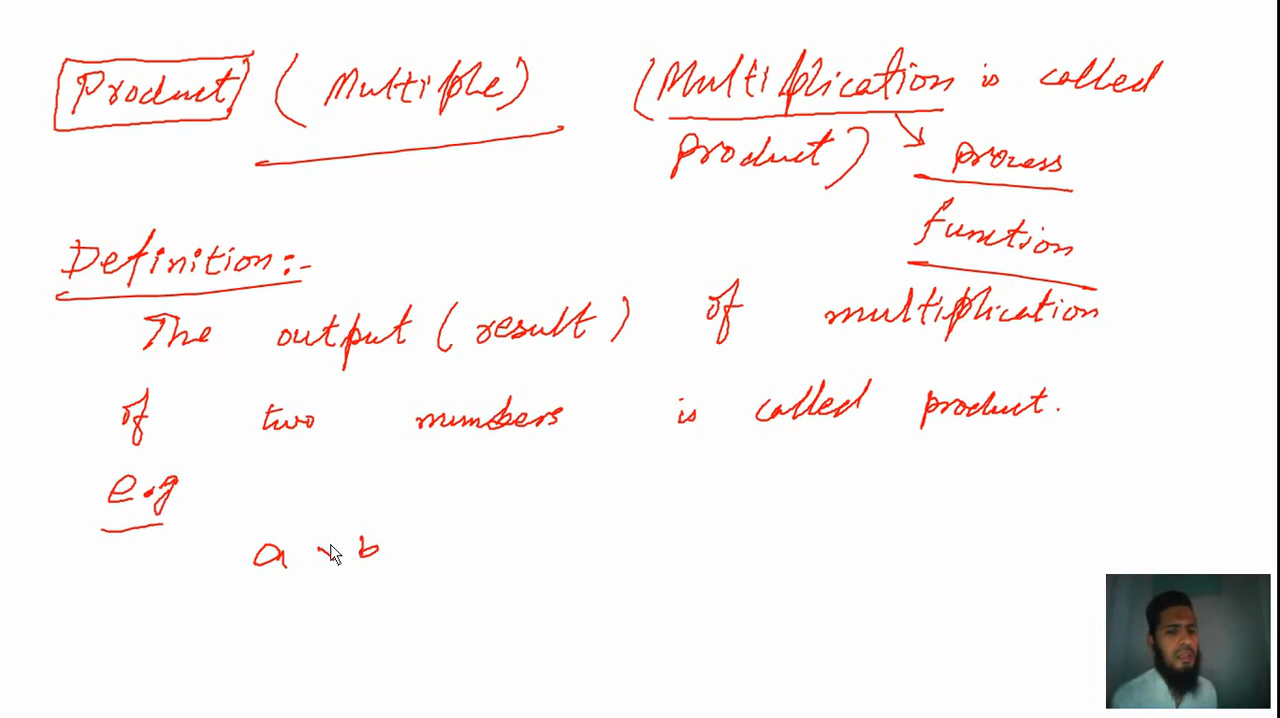 Product (Multiple) (Multiplication is called
product) process
function
Definition:-
The output (result) of multiplication
of two numbers is called product.
e.g
a × b